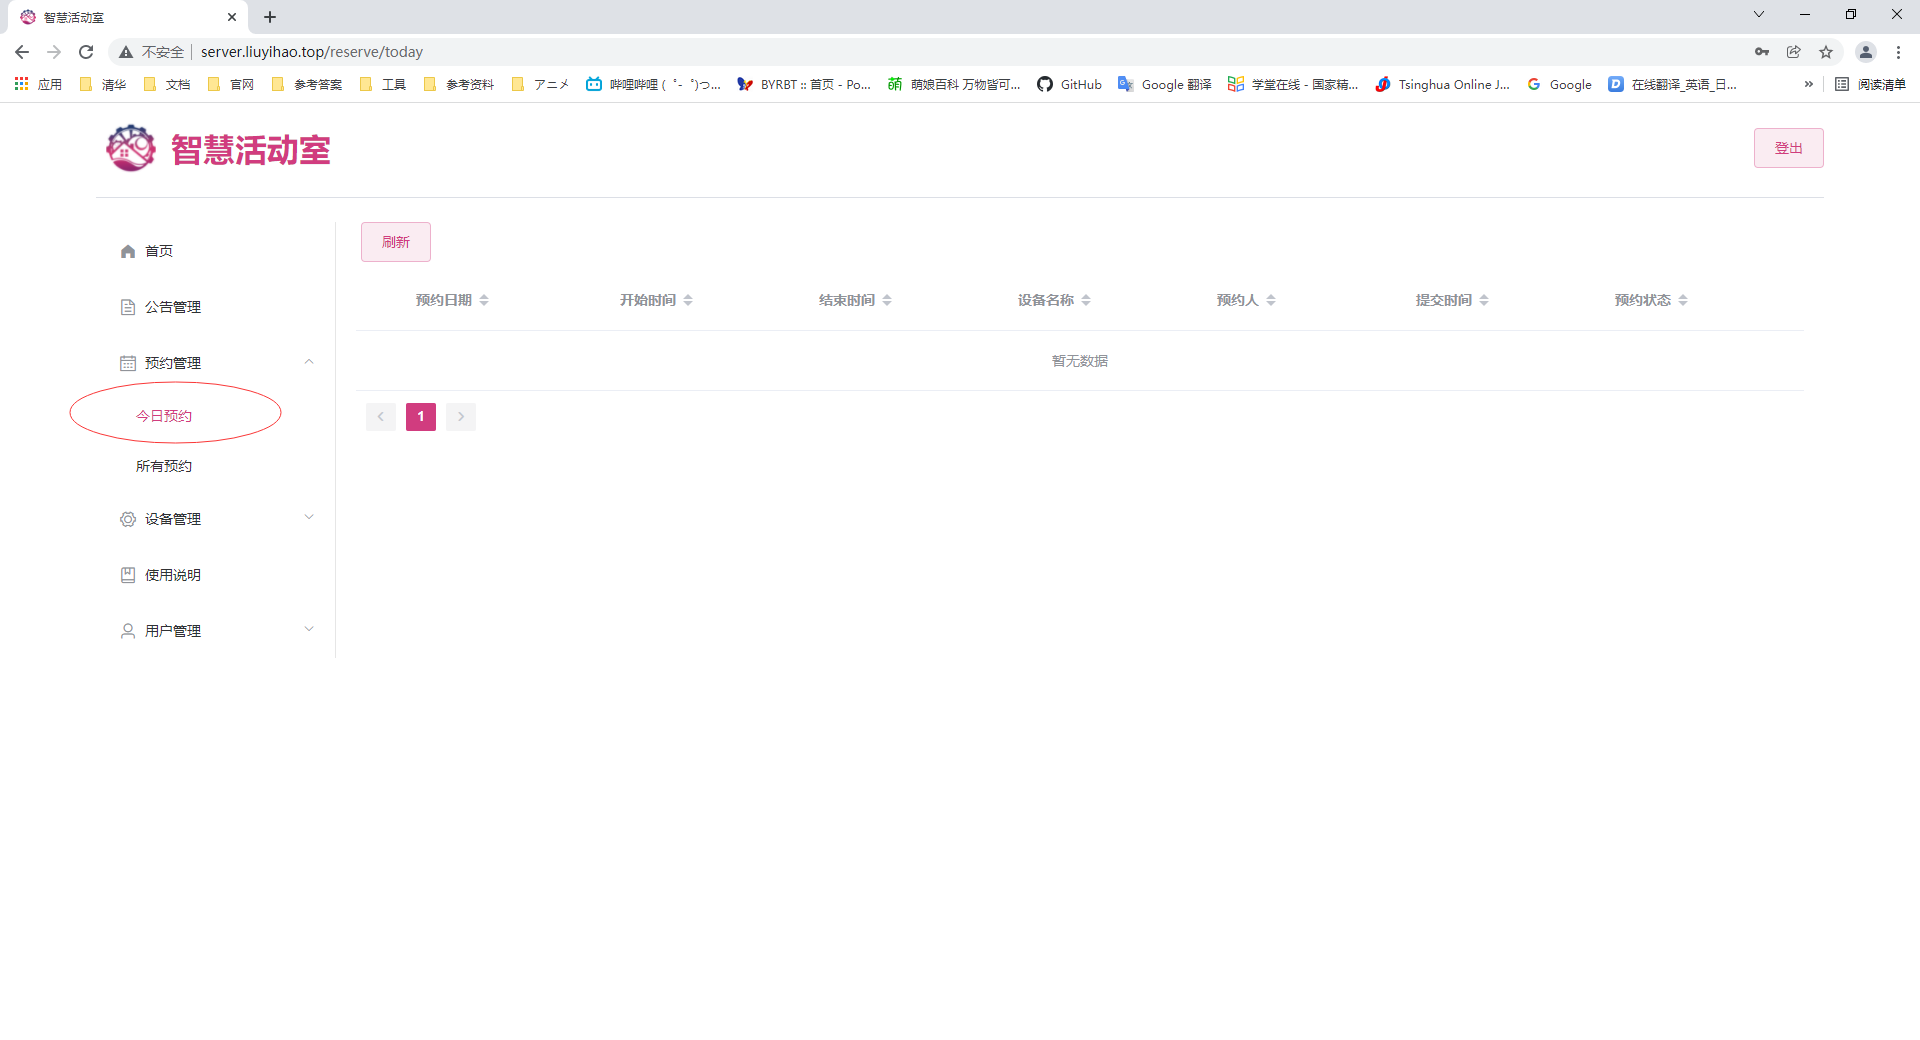 智慧活动室
不安全 server.liuyihao.top/reserve/today
应用 清华 文档 官网 参考答案 工具 参考资料 アニメ 哔哩哔哩 ( ゜- ゜)つ... BYRBT :: 首页 - Po... 萌娘百科 万物皆可... GitHub Google 翻译 学堂在线 - 国家精... Tsinghua Online J... Google 在线翻译_英语_日... » 阅读清单
智慧活动室
登出
首页
公告管理
预约管理
今日预约
所有预约
设备管理
使用说明
用户管理
刷新
预约日期 开始时间 结束时间 设备名称 预约人 提交时间 预约状态
暂无数据
1